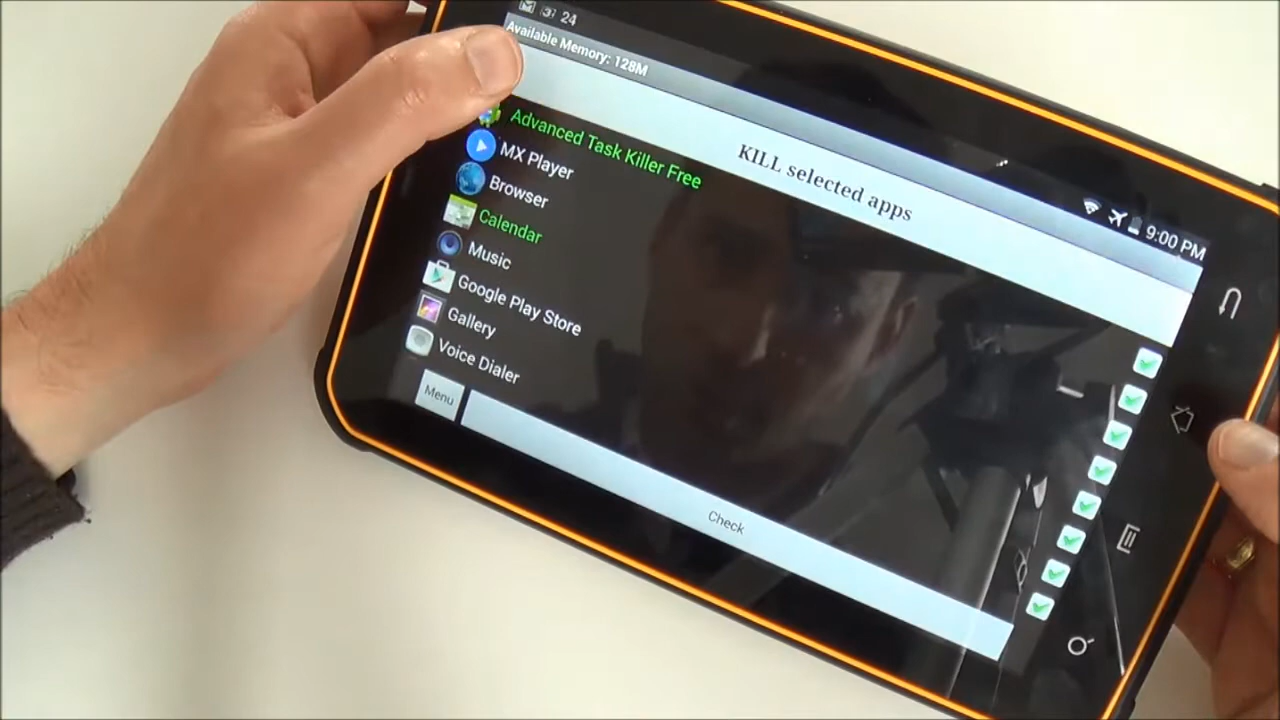 24
Available Memory: 128M
9:00 PM
KILL selected apps
Advanced Task Killer Free
MX Player
Browser
Calendar
Music
Google Play Store
Gallery
Voice Dialer
Menu
Check